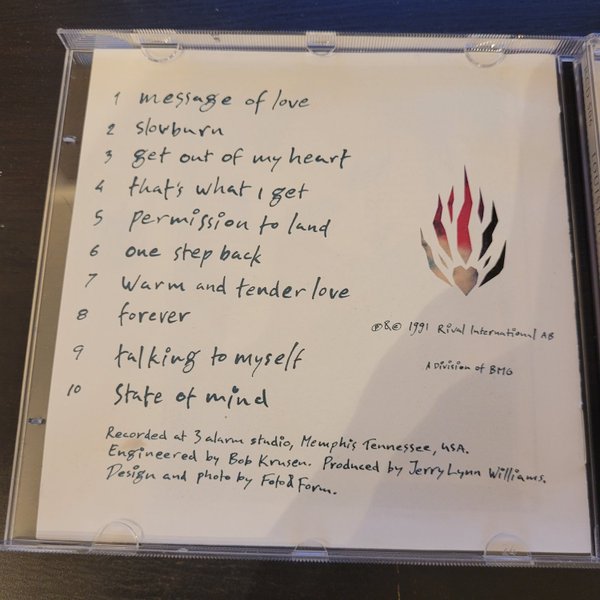 1 message of love
2 slowburn
3 get out of my heart
4 that's what I get
5 permission to land
6 one step back
7 warm and tender love
8 forever
9 talking to myself
10 state of mind
℗&© 1991 Rival International AB
A Division of BMG
Recorded at 3 alarm studio, Memphis Tennessee, USA.
Engineered by Bob Krusen. Produced by Jerry Lynn Williams.
Design and photo by Foto & Form.